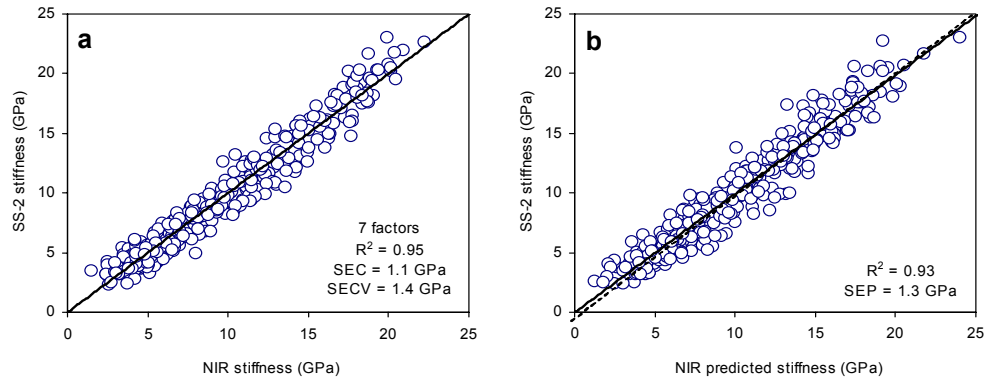 a
SS-2 stiffness (GPa)
25
20
15
10
5
0
0 5 10 15 20 25
7 factors
R² = 0.95
SEC = 1.1 GPa
SECV = 1.4 GPa
NIR stiffness (GPa)
b
SS-2 stiffness (GPa)
25
20
15
10
5
0
0 5 10 15 20 25
R² = 0.93
SEP = 1.3 GPa
NIR predicted stiffness (GPa)